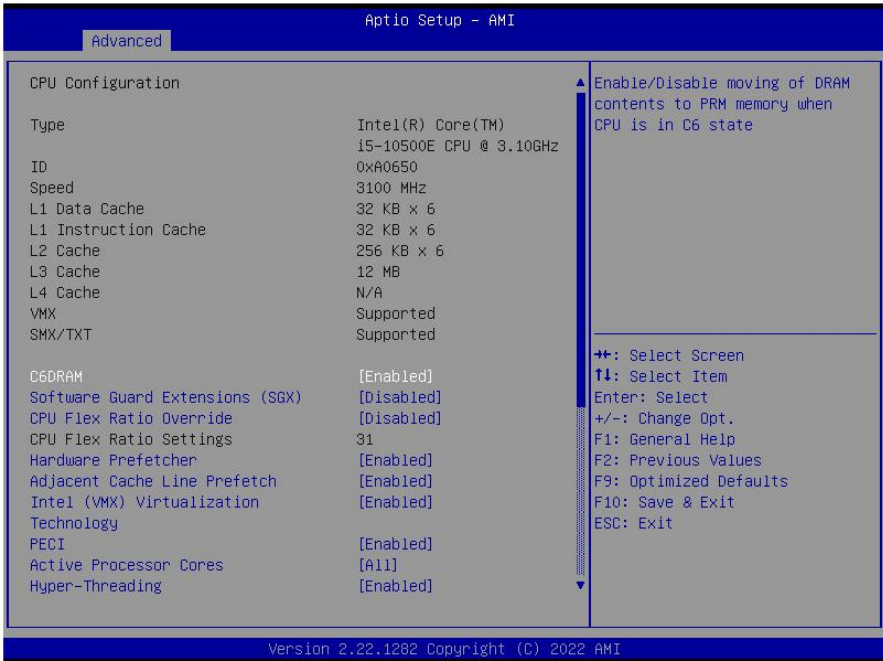 Aptio Setup – AMI
Advanced
CPU Configuration
Type Intel(R) Core(TM)
i5-10500E CPU @ 3.10GHz
ID 0xA0650
Speed 3100 MHz
L1 Data Cache 32 KB x 6
L1 Instruction Cache 32 KB x 6
L2 Cache 256 KB x 6
L3 Cache 12 MB
L4 Cache N/A
VMX Supported
SMX/TXT Supported
C6DRAM [Enabled]
Software Guard Extensions (SGX) [Disabled]
CPU Flex Ratio Override [Disabled]
CPU Flex Ratio Settings 31
Hardware Prefetcher [Enabled]
Adjacent Cache Line Prefetch [Enabled]
Intel (VMX) Virtualization [Enabled]
Technology
PECI [Enabled]
Active Processor Cores [All]
Hyper-Threading [Enabled]
Enable/Disable moving of DRAM
contents to PRM memory when
CPU is in C6 state
→←: Select Screen
↑↓: Select Item
Enter: Select
+/-: Change Opt.
F1: General Help
F2: Previous Values
F9: Optimized Defaults
F10: Save & Exit
ESC: Exit
Version 2.22.1282 Copyright (C) 2022 AMI